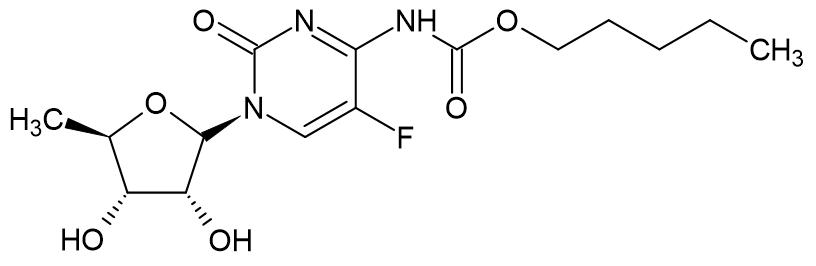 O N NH O CH₃
O
N
H₃C O F
HO OH